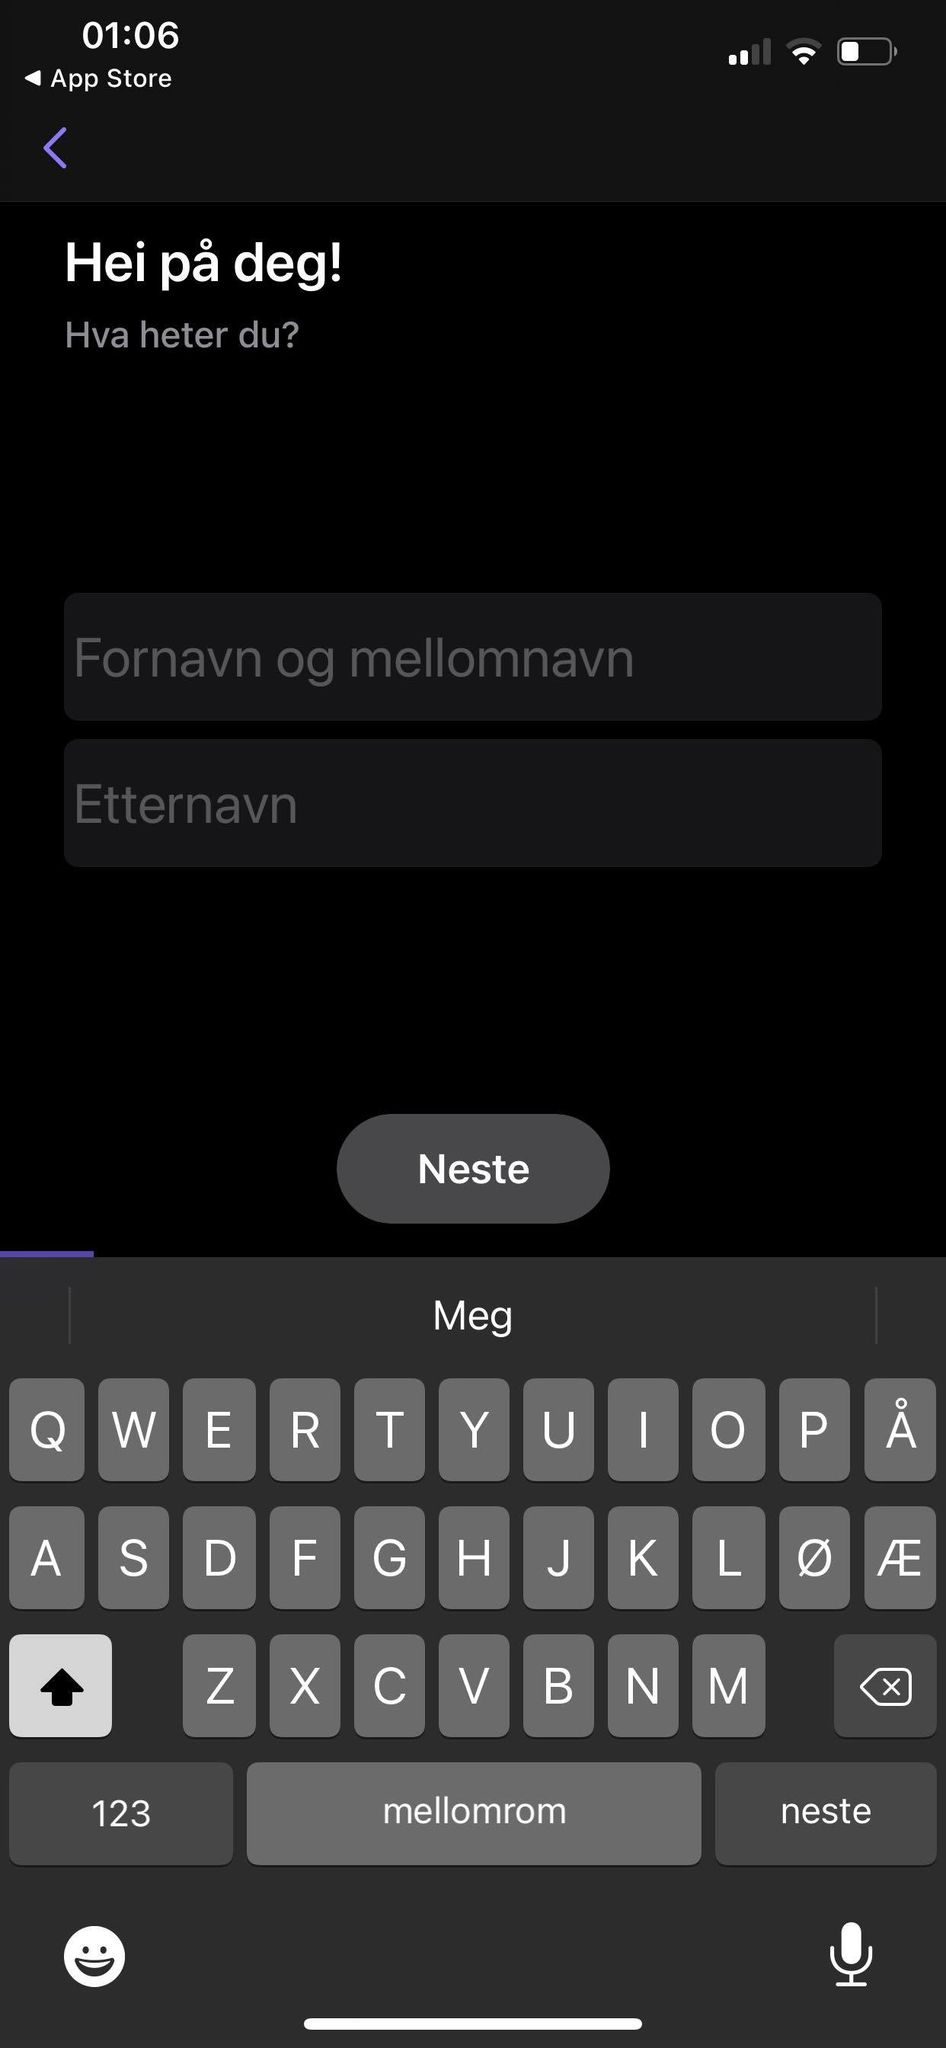 01:06
App Store
Hei på deg!
Hva heter du?
Fornavn og mellomnavn
Etternavn
Neste
Meg
Q W E R T Y U I O P Å
A S D F G H J K L Ø Æ
Z X C V B N M
123 mellomrom neste